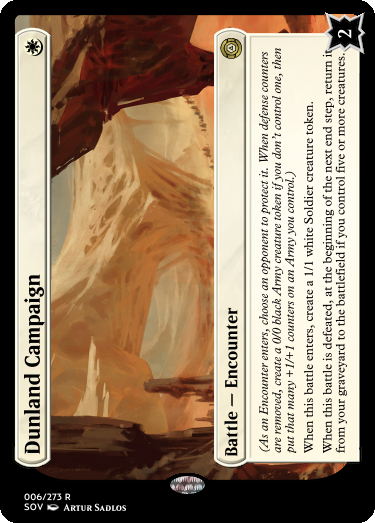 Dunland Campaign
Battle — Encounter
(As an Encounter enters, choose an opponent to protect it. When defense counters
are removed, create a 0/0 black Army creature token if you don't control one, then
put that many +1/+1 counters on an Army you control.)
When this battle enters, create a 1/1 white Soldier creature token.
When this battle is defeated, at the beginning of the next end step, return it
from your graveyard to the battlefield if you control five or more creatures.
2
006/273 R
SOV Artur Sadlos